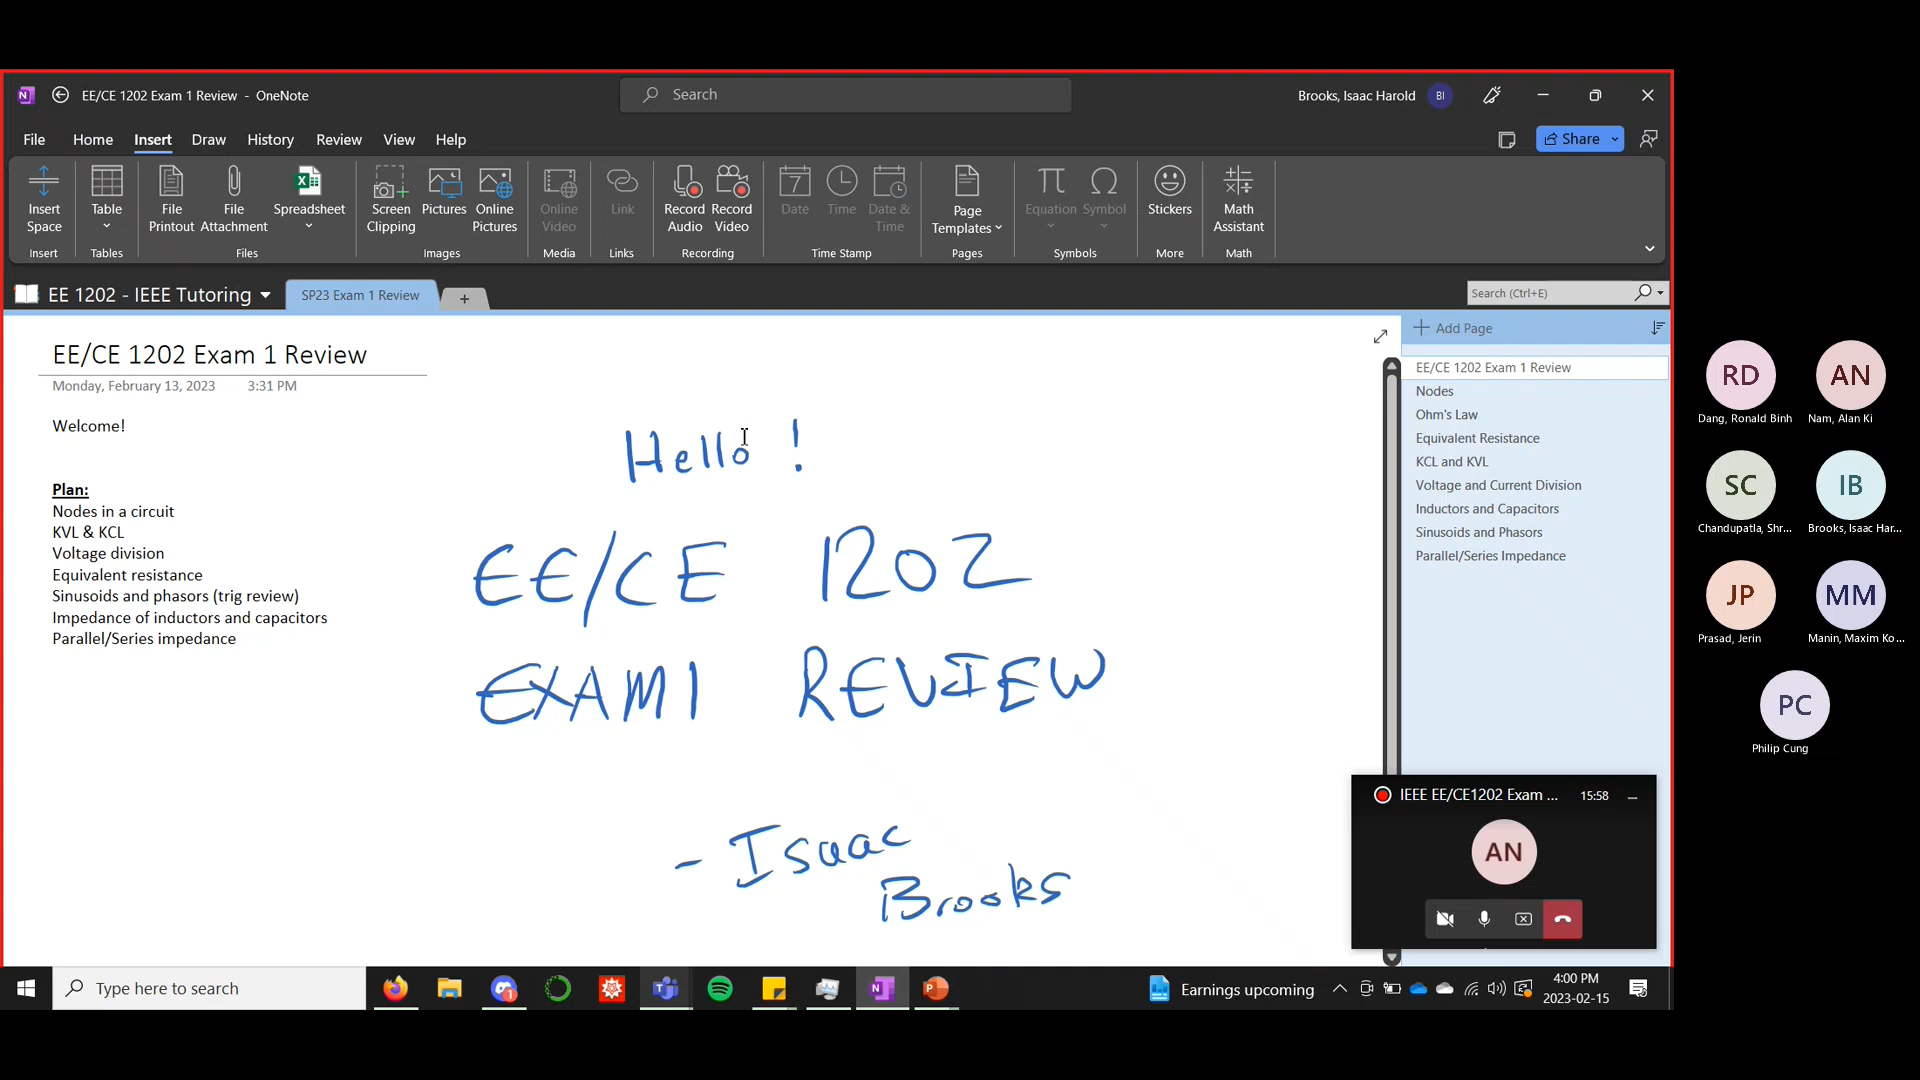 EE/CE 1202 Exam 1 Review - OneNote
Search
Brooks, Isaac Harold
BI
File Home Insert Draw History Review View Help
Share
Insert Space
Table
File Printout
File Attachment
Spreadsheet
Screen Clipping
Pictures
Online Pictures
Online Video
Link
Record Audio
Record Video
Date
Time
Date & Time
Page Templates
Equation
Symbol
Stickers
Math Assistant
Insert Tables Files Images Media Links Recording Time Stamp Pages Symbols More Math
EE 1202 - IEEE Tutoring
SP23 Exam 1 Review
+
Search (Ctrl+E)
EE/CE 1202 Exam 1 Review
Monday, February 13, 2023 3:31 PM
Welcome!
Plan:
Nodes in a circuit
KVL & KCL
Voltage division
Equivalent resistance
Sinusoids and phasors (trig review)
Impedance of inductors and capacitors
Parallel/Series impedance
Hello !
EE/CE 1202
EXAM 1 REVIEW
- Isaac
Brooks
Add Page
EE/CE 1202 Exam 1 Review
Nodes
Ohm's Law
Equivalent Resistance
KCL and KVL
Voltage and Current Division
Inductors and Capacitors
Sinusoids and Phasors
Parallel/Series Impedance
IEEE EE/CE1202 Exam ... 15:58
AN
RD
Dang, Ronald Binh
AN
Nam, Alan Ki
SC
Chandupatla, Shr...
IB
Brooks, Isaac Har...
JP
Prasad, Jerin
MM
Manin, Maxim Ko...
PC
Philip Cung
Type here to search
Earnings upcoming
4:00 PM
2023-02-15